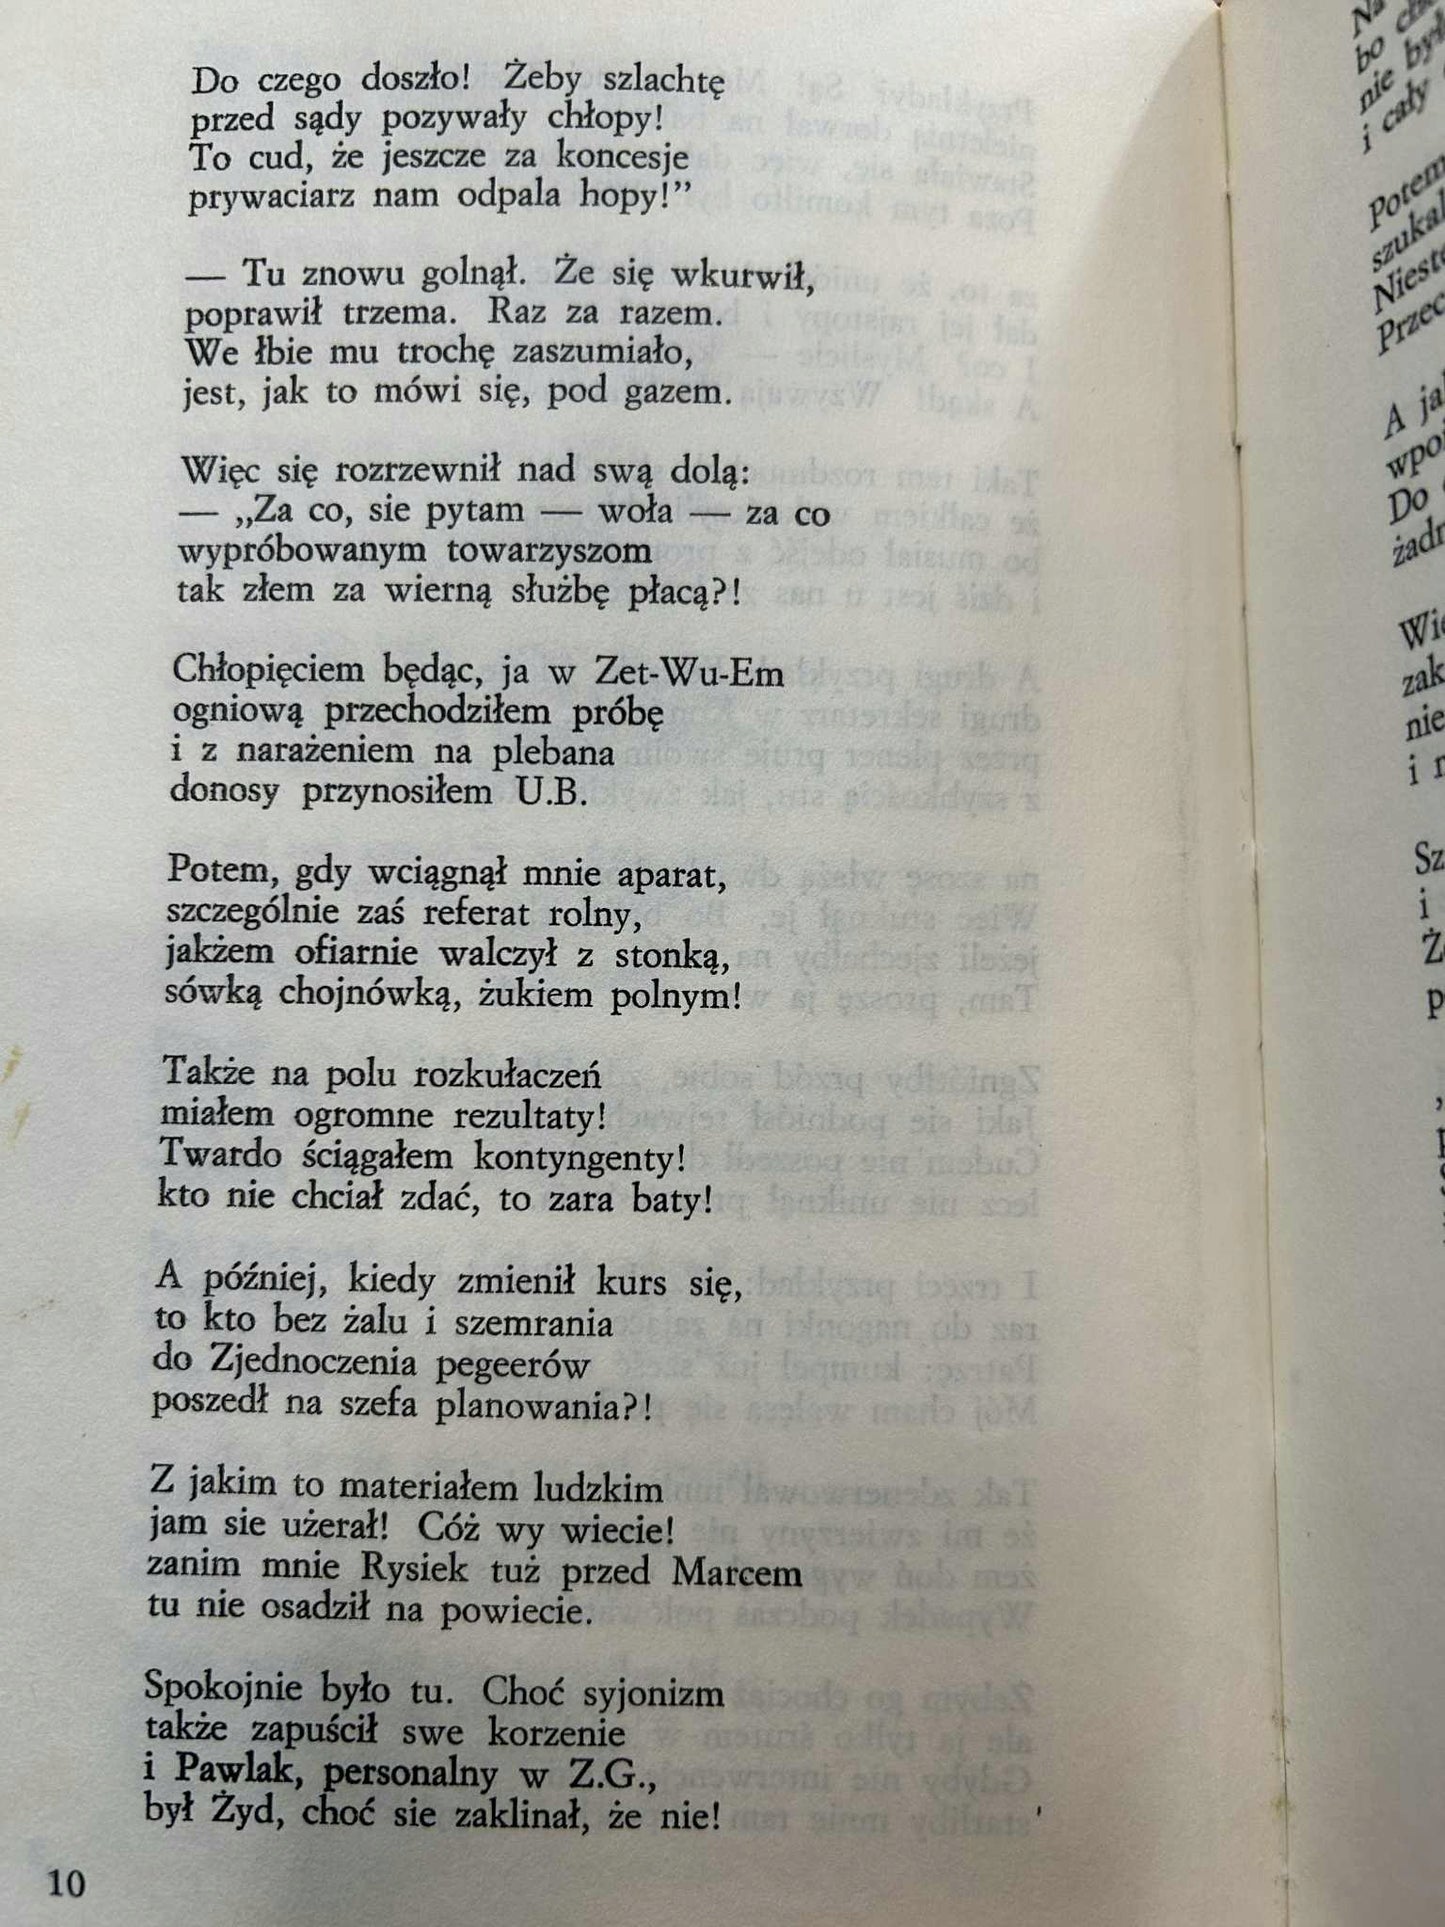 Do czego doszło! Żeby szlachtę
przed sądy pozywały chłopy!
To cud, że jeszcze za koncesje
prywaciarz nam odpala hopy!”
— Tu znowu golnął. Że się wkurwił,
poprawił trzema. Raz za razem.
We łbie mu trochę zaszumiało,
jest, jak to mówi się, pod gazem.
Więc się rozrzewnił nad swą dolą:
— „Za co, sie pytam — woła — za co
wypróbowanym towarzyszom
tak złem za wierną służbę płacą?!
Chłopięciem będąc, ja w Zet-Wu-Em
ogniową przechodziłem próbę
i z narażeniem na plebana
donosy przynosiłem U.B.
Potem, gdy wciągnął mnie aparat,
szczególnie zaś referat rolny,
jakżem ofiarnie walczył z stonką,
sówką chojnówką, żukiem polnym!
Także na polu rozkułaczeń
miałem ogromne rezultaty!
Twardo ściągałem kontyngenty!
kto nie chciał zdać, to zara baty!
A później, kiedy zmienił kurs się,
to kto bez żalu i szemrania
do Zjednoczenia pegeerów
poszedł na szefa planowania?!
Z jakim to materiałem ludzkim
jam sie użerał! Cóż wy wiecie!
zanim mnie Rysiek tuż przed Marcem
tu nie osadził na powiecie.
Spokojnie było tu. Choć syjonizm
także zapuścił swe korzenie
i Pawlak, personalny w Z.G.,
był Żyd, choć sie zaklinał, że nie!
10
bo
nie
i cały
Potem
A
Do
i